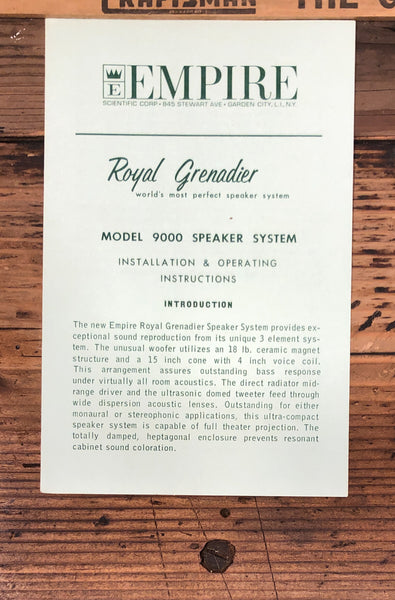 CRAFTSMAN THE
E EMPIRE
SCIENTIFIC CORP • 845 STEWART AVE • GARDEN CITY, L.I., N.Y.
Royal Grenadier
world's most perfect speaker system
MODEL 9000 SPEAKER SYSTEM
INSTALLATION & OPERATING
INSTRUCTIONS
INTRODUCTION
The new Empire Royal Grenadier Speaker System provides ex-
ceptional sound reproduction from its unique 3 element sys-
tem. The unusual woofer utilizes an 18 lb. ceramic magnet
structure and a 15 inch cone with 4 inch voice coil.
This arrangement assures outstanding bass response
under virtually all room acoustics. The direct radiator mid-
range driver and the ultrasonic domed tweeter feed through
wide dispersion acoustic lenses. Outstanding for either
monaural or stereophonic applications, this ultra-compact
speaker system is capable of full theater projection. The
totally damped, heptagonal enclosure prevents resonant
cabinet sound coloration.